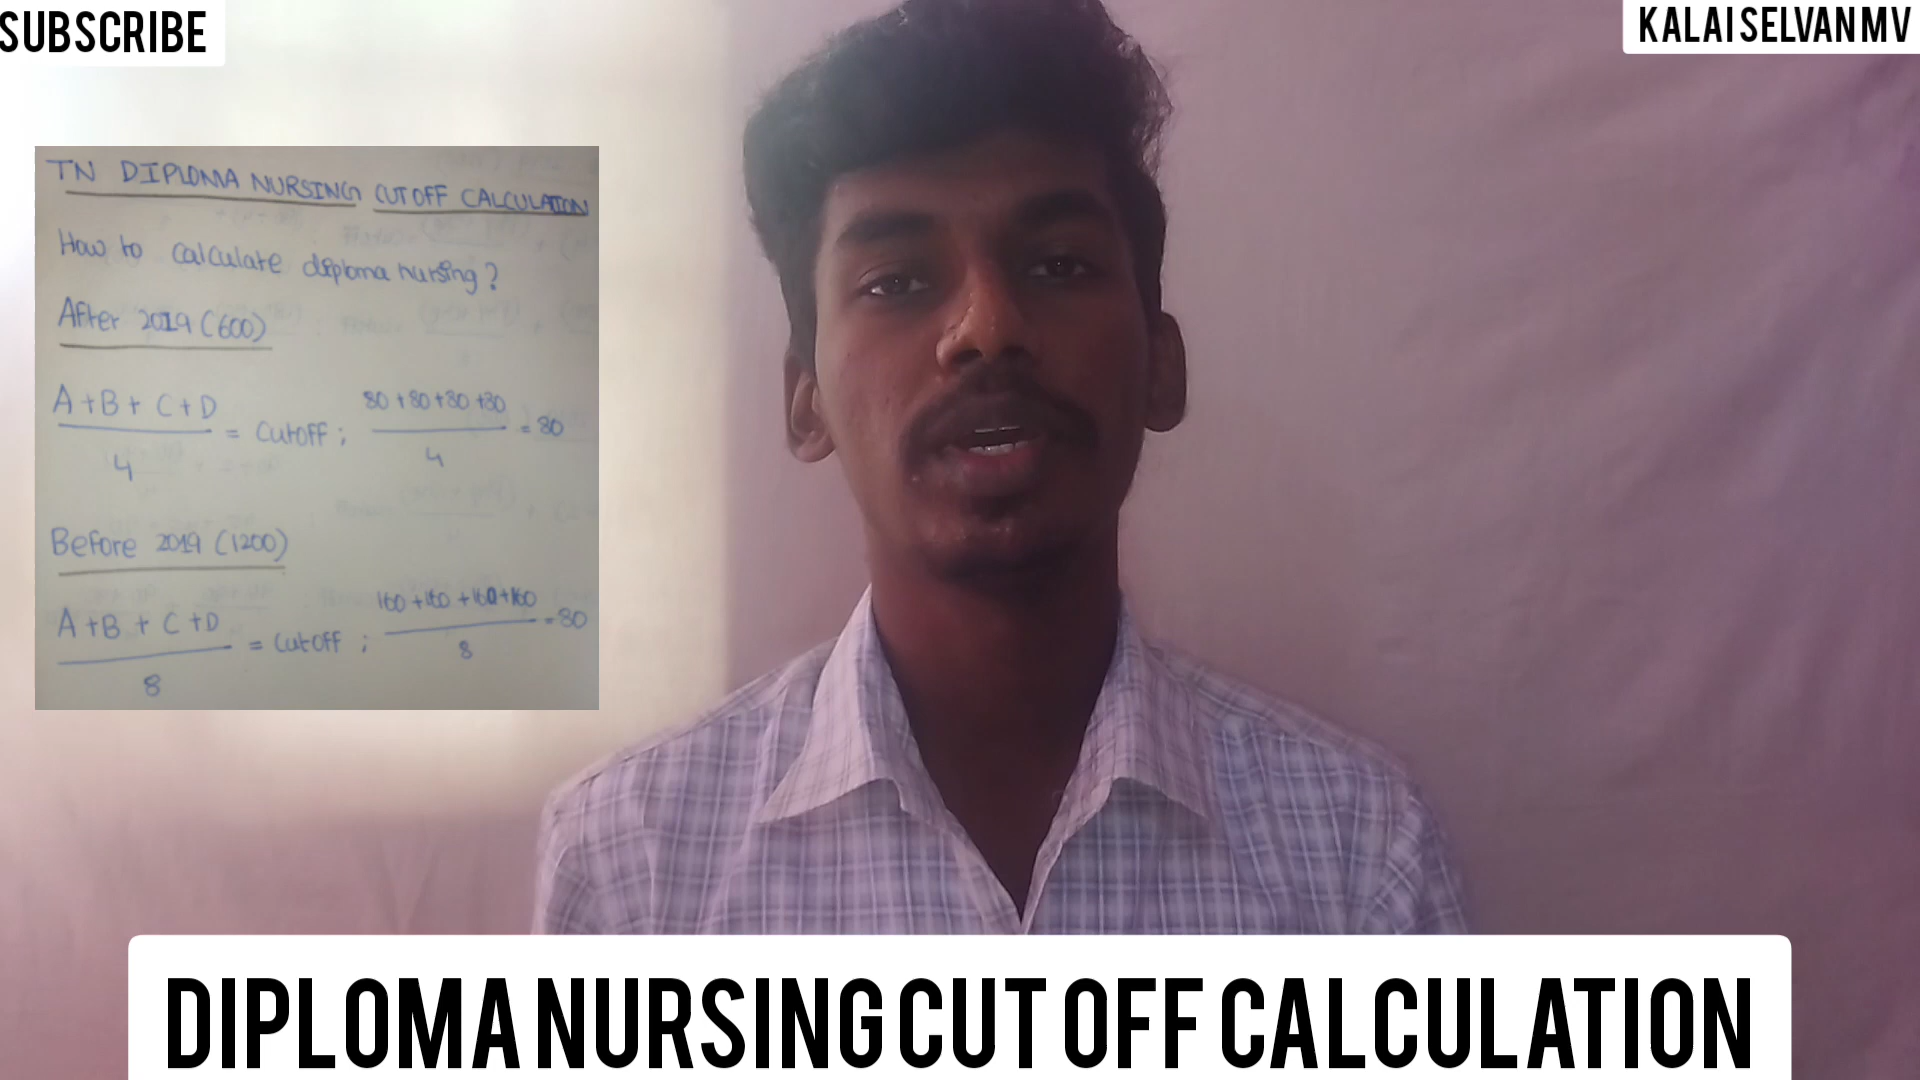 SUBSCRIBE
KALAISELVAN MV
TN DIPLOMA NURSING CUTOFF CALCULATION
How to calculate diploma nursing?
After 2019 (600)
A+B+C+D
4
= Cutoff ;
80+80+80+80
4
= 80
Before 2019 (1200)
A+B+C+D
8
= Cutoff ;
160+160+160+160
8
= 80
DIPLOMA NURSING CUT OFF CALCULATION